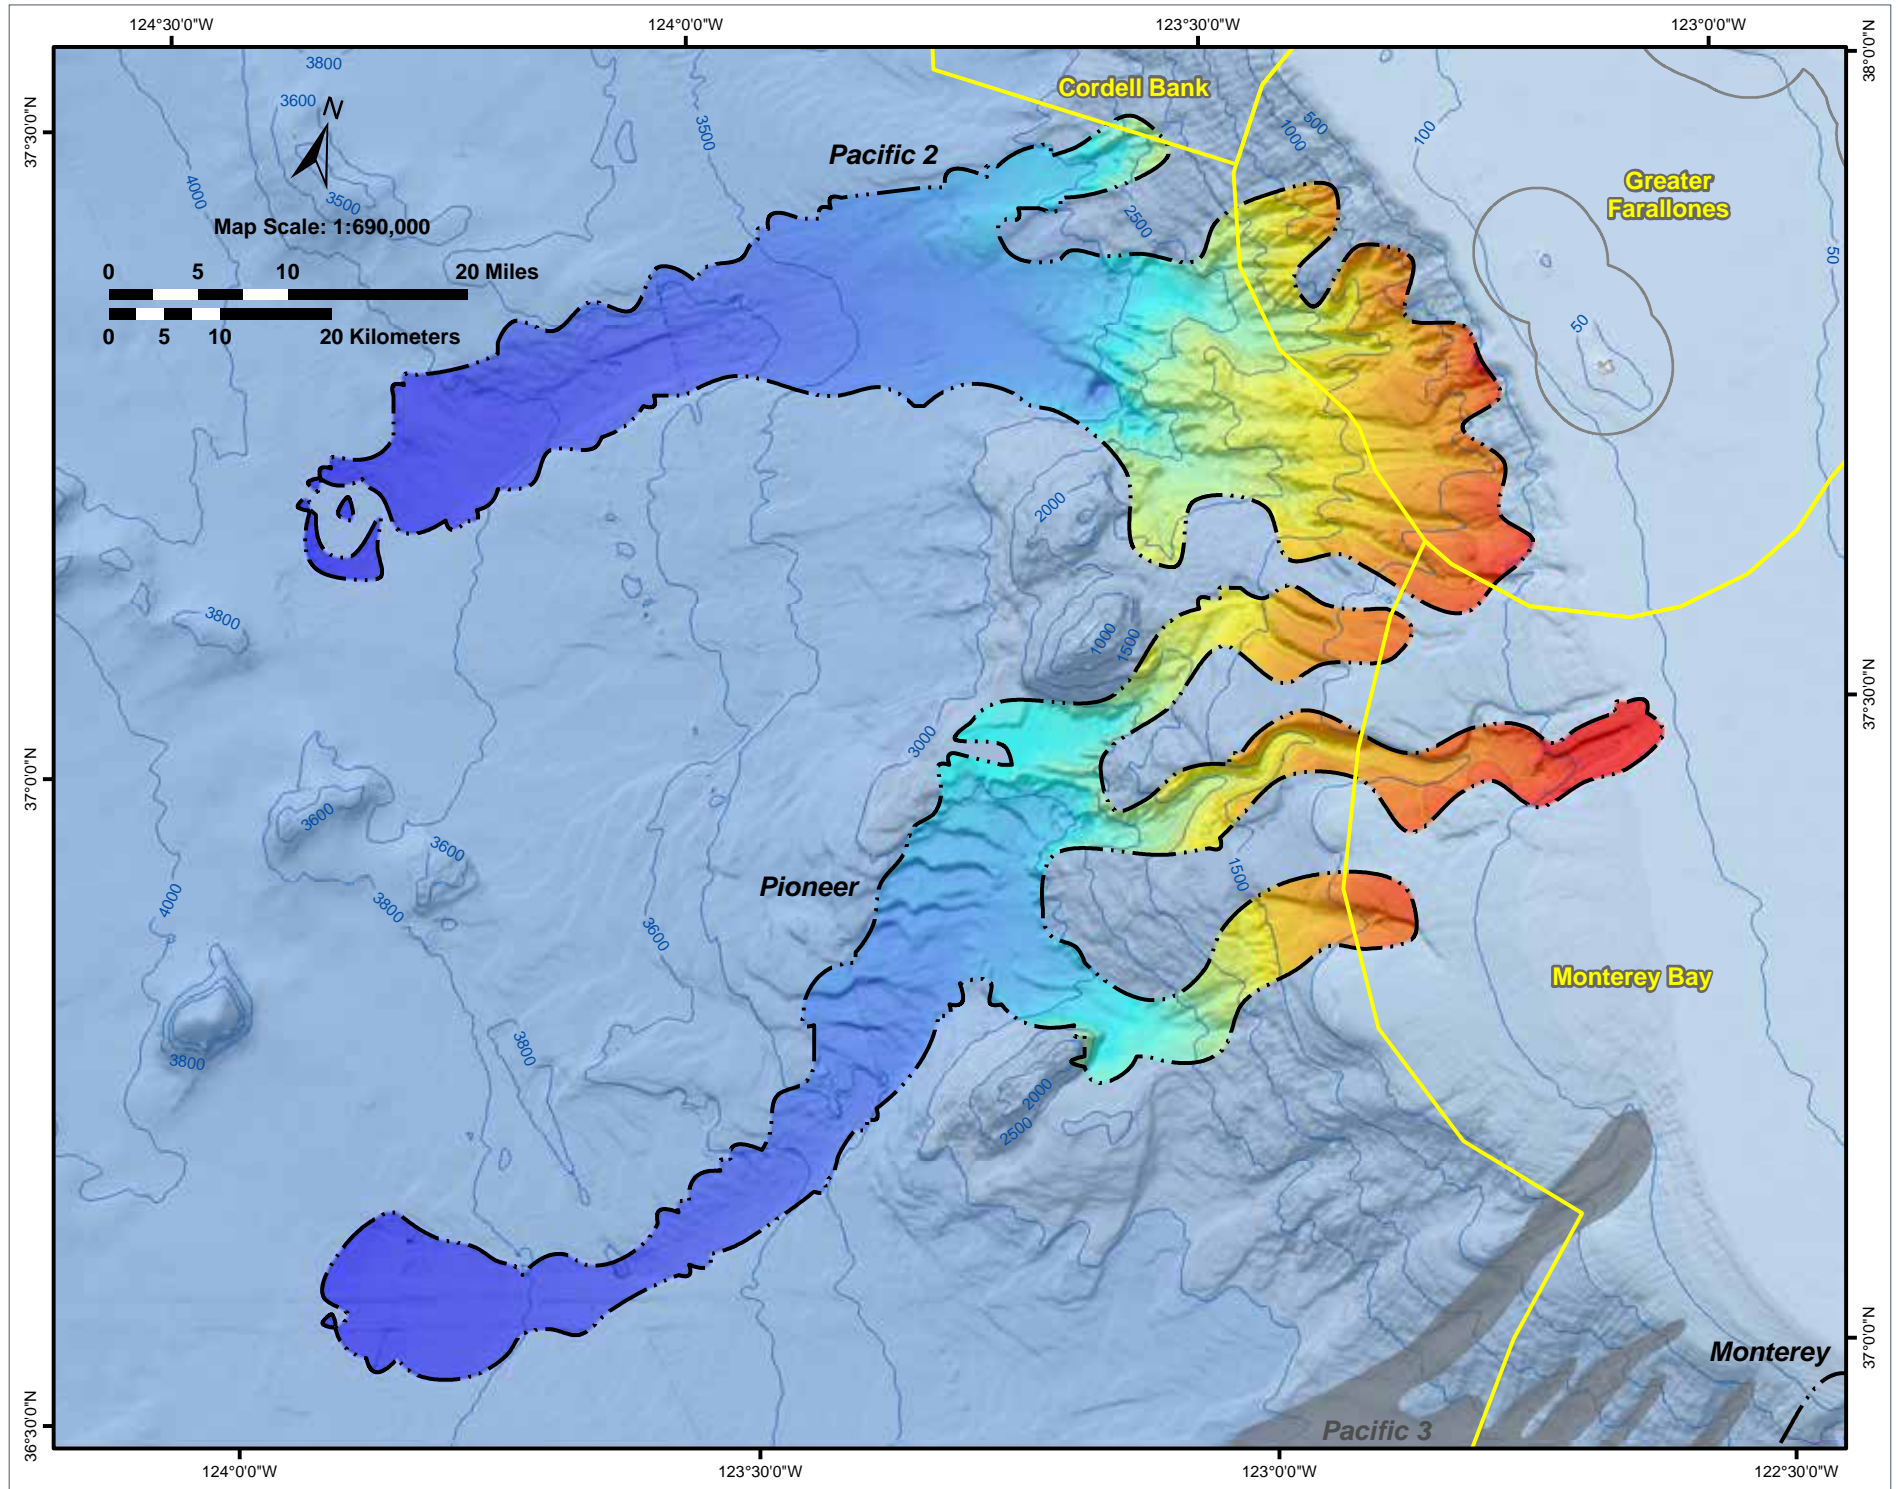 124°30'0"W
124°0'0"W
123°30'0"W
123°0'0"W
38°0'0"N
37°30'0"N
37°0'0"N
36°30'0"N
37°30'0"N
37°0'0"N
3800
3600
N
3500
4000
3500
Map Scale: 1:690,000
0 5 10 20 Miles
0 5 10 20 Kilometers
Pacific 2
Cordell Bank
500
1000
100
Greater
Farallones
2500
50
50
2000
1000
1500
3800
3000
3600
3600
3800
4000
3600
Pioneer
1500
Monterey Bay
3800
3800
2000
2500
Monterey
Pacific 3
124°0'0"W
123°30'0"W
123°0'0"W
122°30'0"W